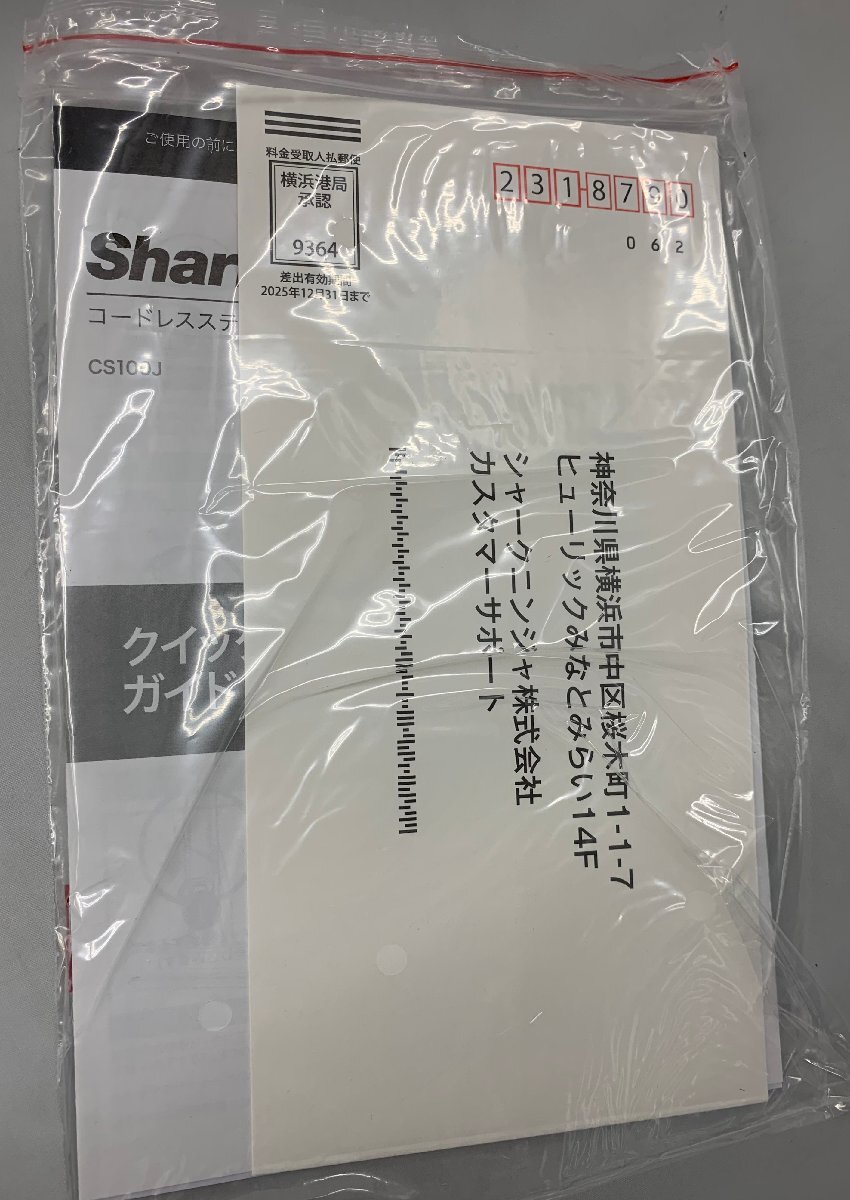 ご使用の前に
Shar
コードレスステ
CS100J
クイック
ガイド
料金受取人払郵便
横浜港局
承認
9364
差出有効期間
2025年12月31日まで
2318790
062
神奈川県横浜市中区桜木町1-1-7
ヒューリックみなとみらい14F
シャークニンジャ株式会社
カスタマーサポート